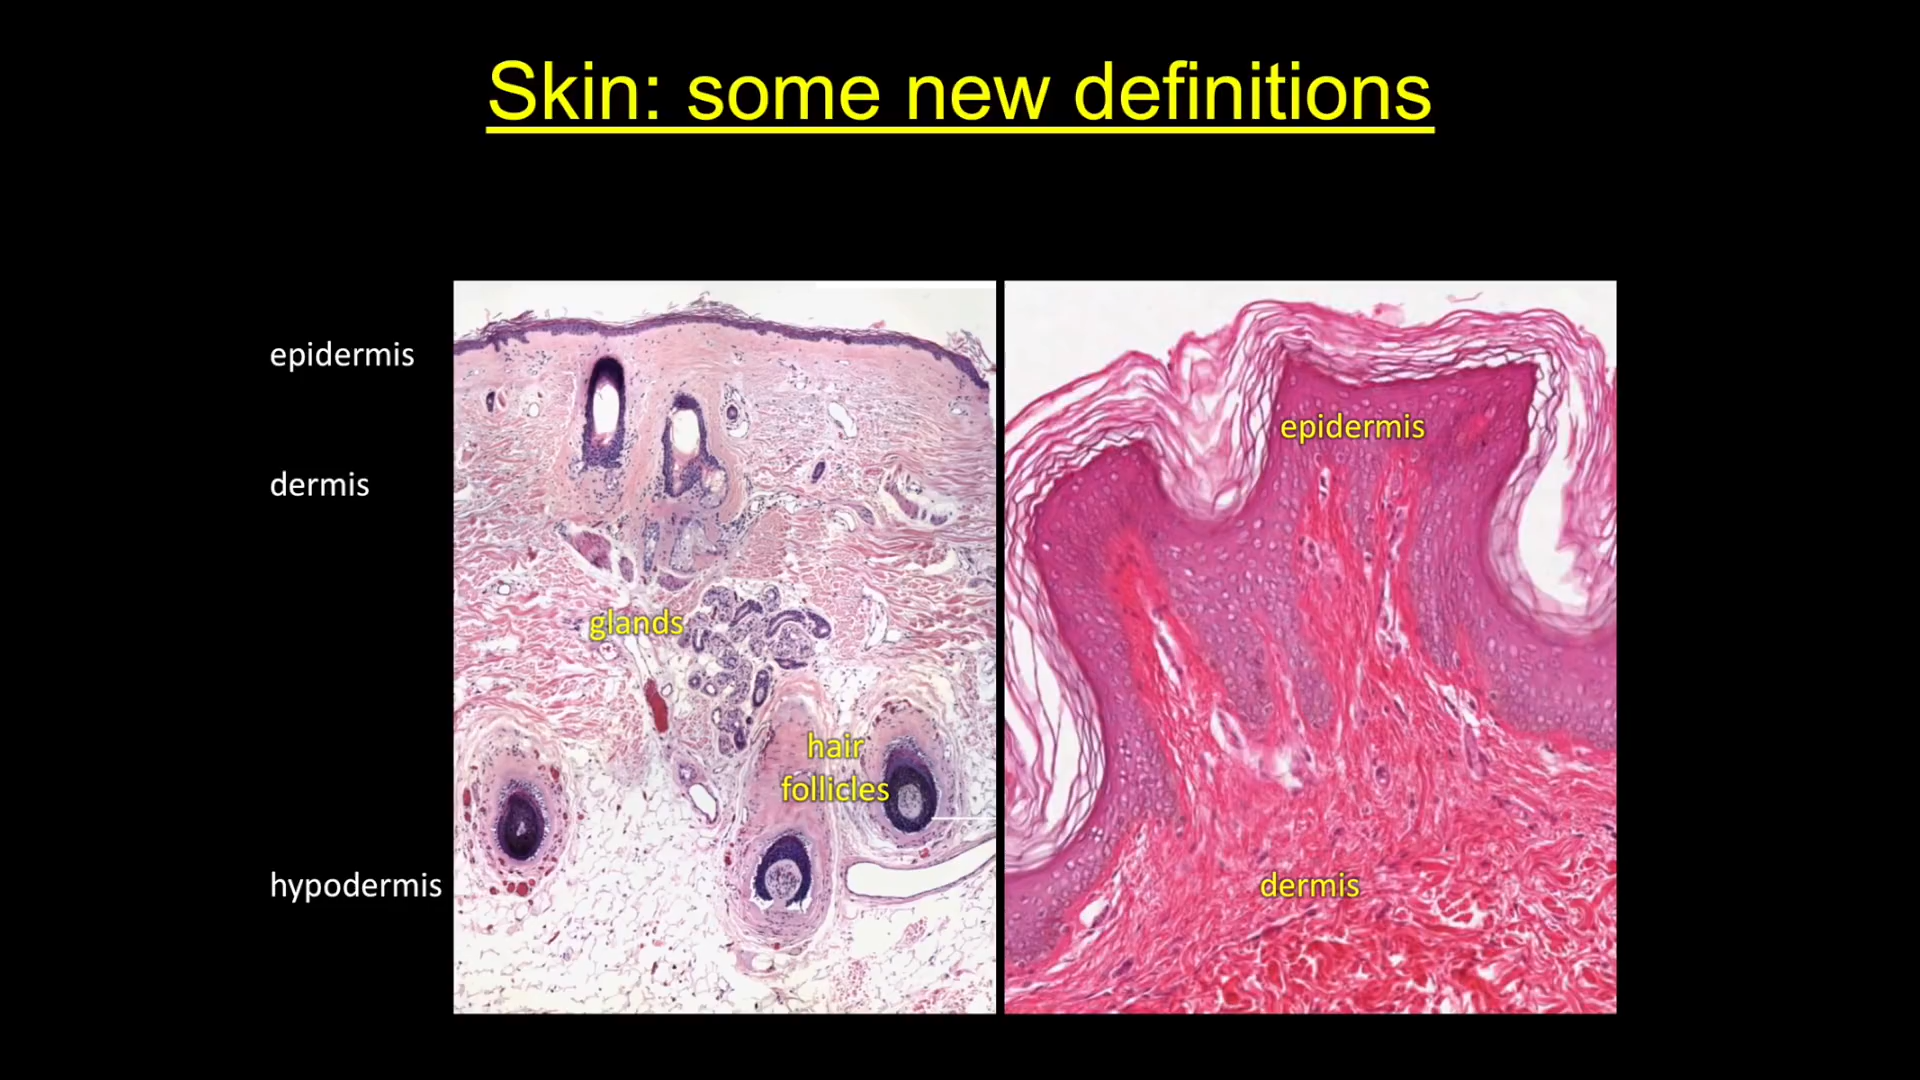 Skin: some new definitions
epidermis
dermis
hypodermis
glands
hair
follicles
epidermis
dermis